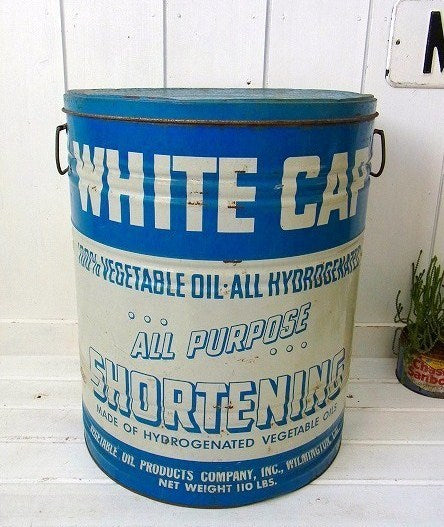 WHITE CAP
100% VEGETABLE OIL·ALL HYDROGENATED
ALL PURPOSE
SHORTENING
MADE OF HYDROGENATED VEGETABLE OILS
VEGETABLE OIL PRODUCTS COMPANY, INC., WILMINGTON, CAL.
NET WEIGHT 110 LBS.
N